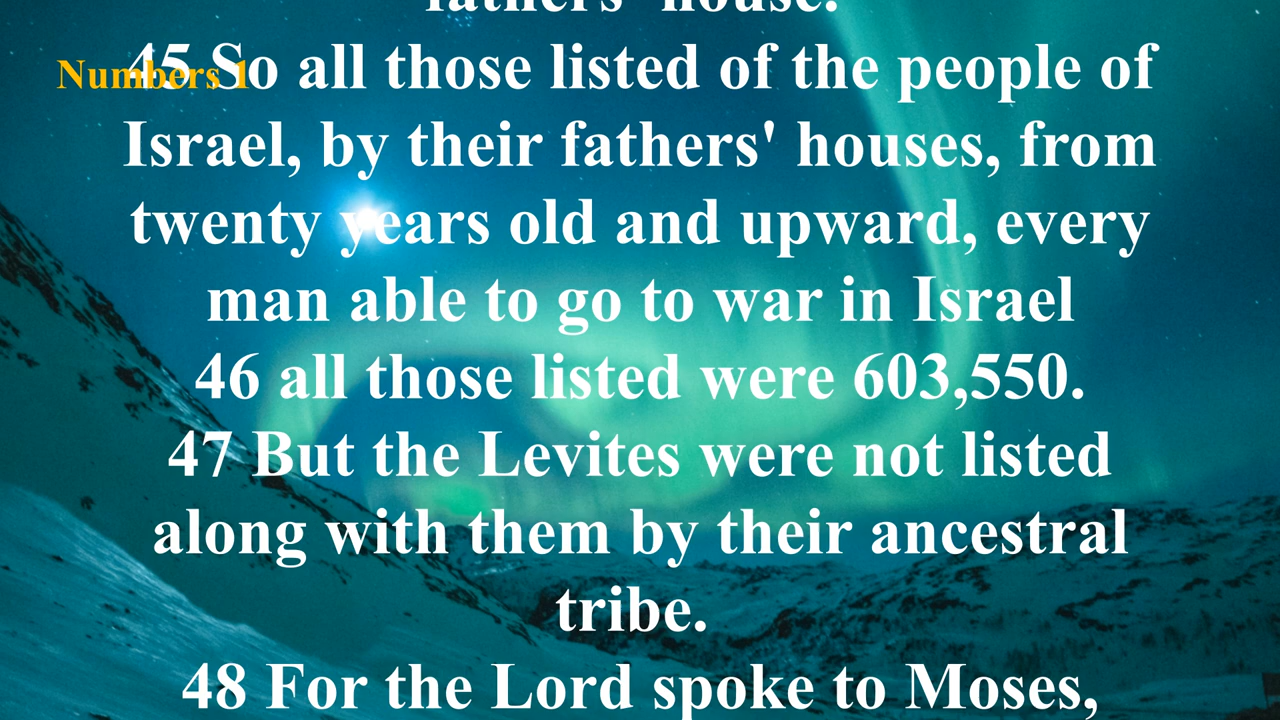 fathers' house.
Numbers 1
45 So all those listed of the people of
Israel, by their fathers' houses, from
twenty years old and upward, every
man able to go to war in Israel
46 all those listed were 603,550.
47 But the Levites were not listed
along with them by their ancestral
tribe.
48 For the Lord spoke to Moses,